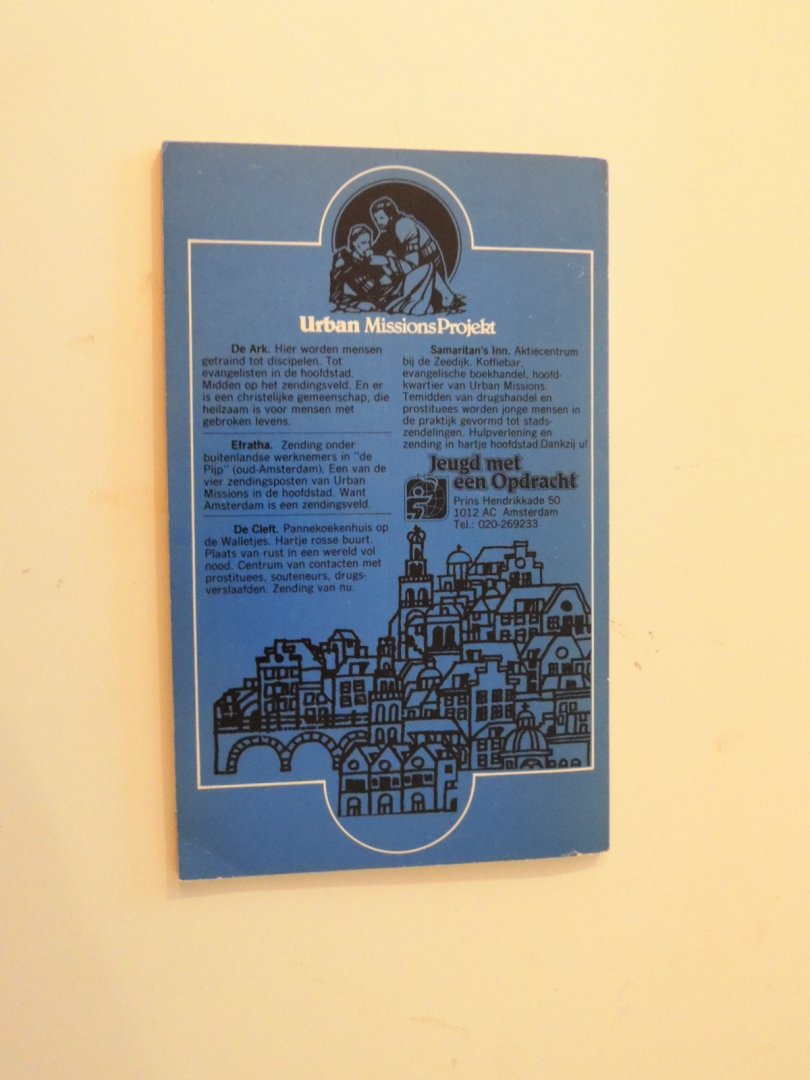 Urban Missions Projekt
De Ark. Hier worden mensen
getraind tot discipelen. Tot
evangelisten in de hoofdstad.
Midden op het zendingsveld. En er
is een christelijke gemeenschap, die
heilzaam is voor mensen met
gebroken levens.
Efratha. Zending onder
buitenlandse werknemers in "de
Pijp" (oud-Amsterdam). Een van de
vier zendingsposten van Urban
Missions in de hoofdstad. Want
Amsterdam is een zendingsveld.
De Cleft. Pannekoekenhuis op
de Walletjes. Hartje rosse buurt.
Plaats van rust in een wereld vol
nood. Centrum van contacten met
prostituees, souteneurs, drugs-
verslaafden. Zending van nu.
Samaritan's Inn. Aktiecentrum
bij de Zeedijk. Koffiebar,
evangelische boekhandel, hoofd-
kwartier van Urban Missions.
Temidden van drugshandel en
prostituees worden jonge mensen in
de praktijk gevormd tot stads-
zendelingen. Hulpverlening en
zending in hartje hoofdstad.Dankzij u!
Jeugd met
een Opdracht
Prins Hendrikkade 50
1012 AC Amsterdam
Tel.: 020-269233